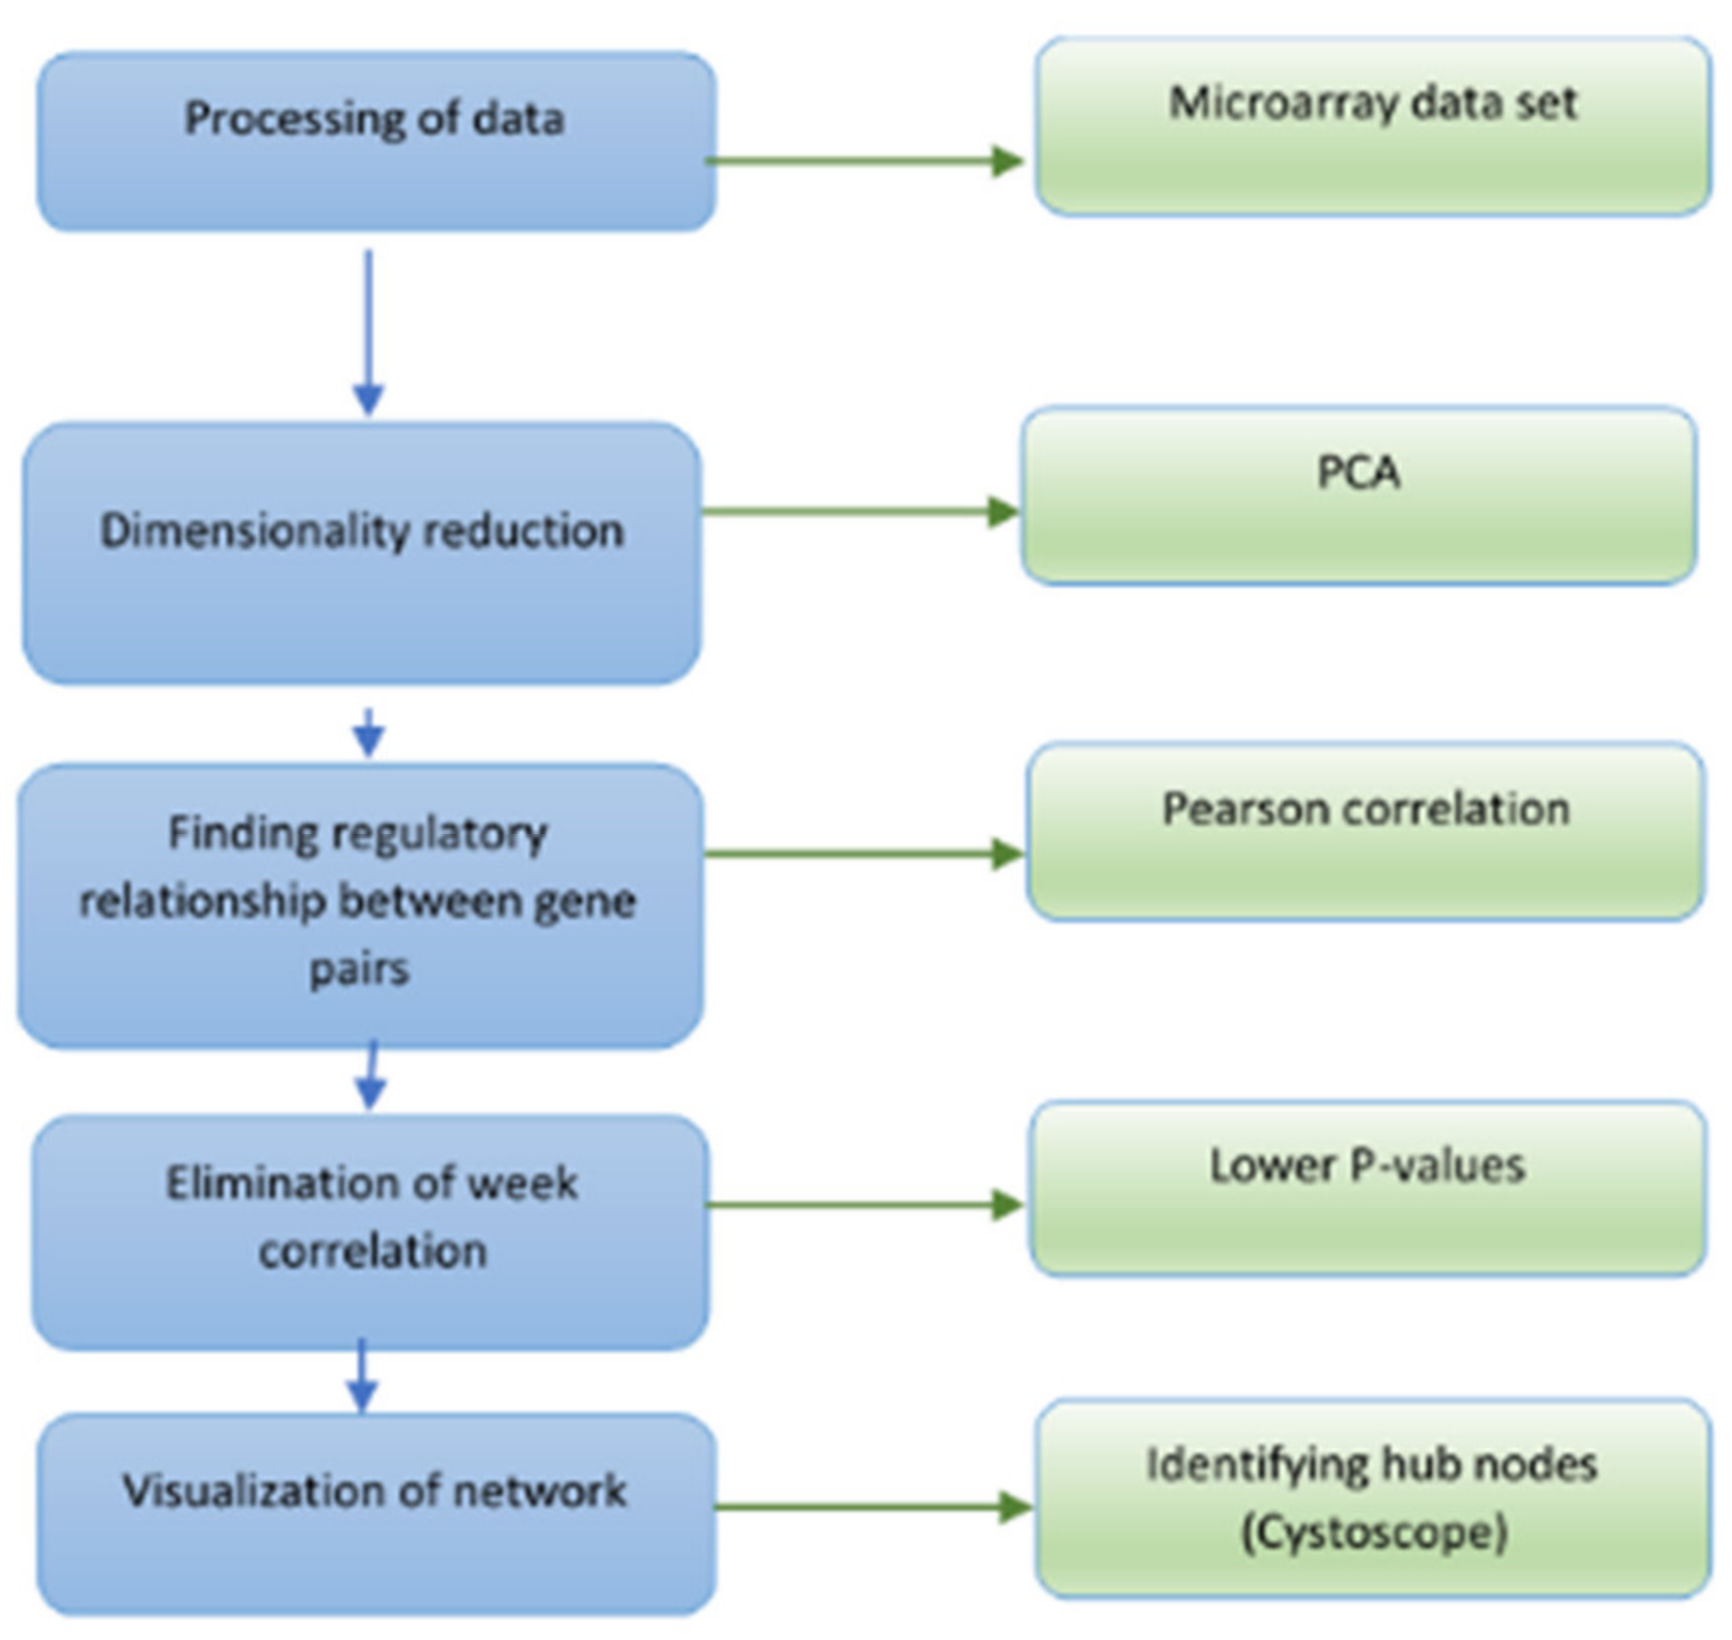 Processing of data
Microarray data set
Dimensionality reduction
PCA
Finding regulatory
relationship between gene
pairs
Pearson correlation
Elimination of week
correlation
Lower P-values
Visualization of network
Identifying hub nodes
(Cystoscope)